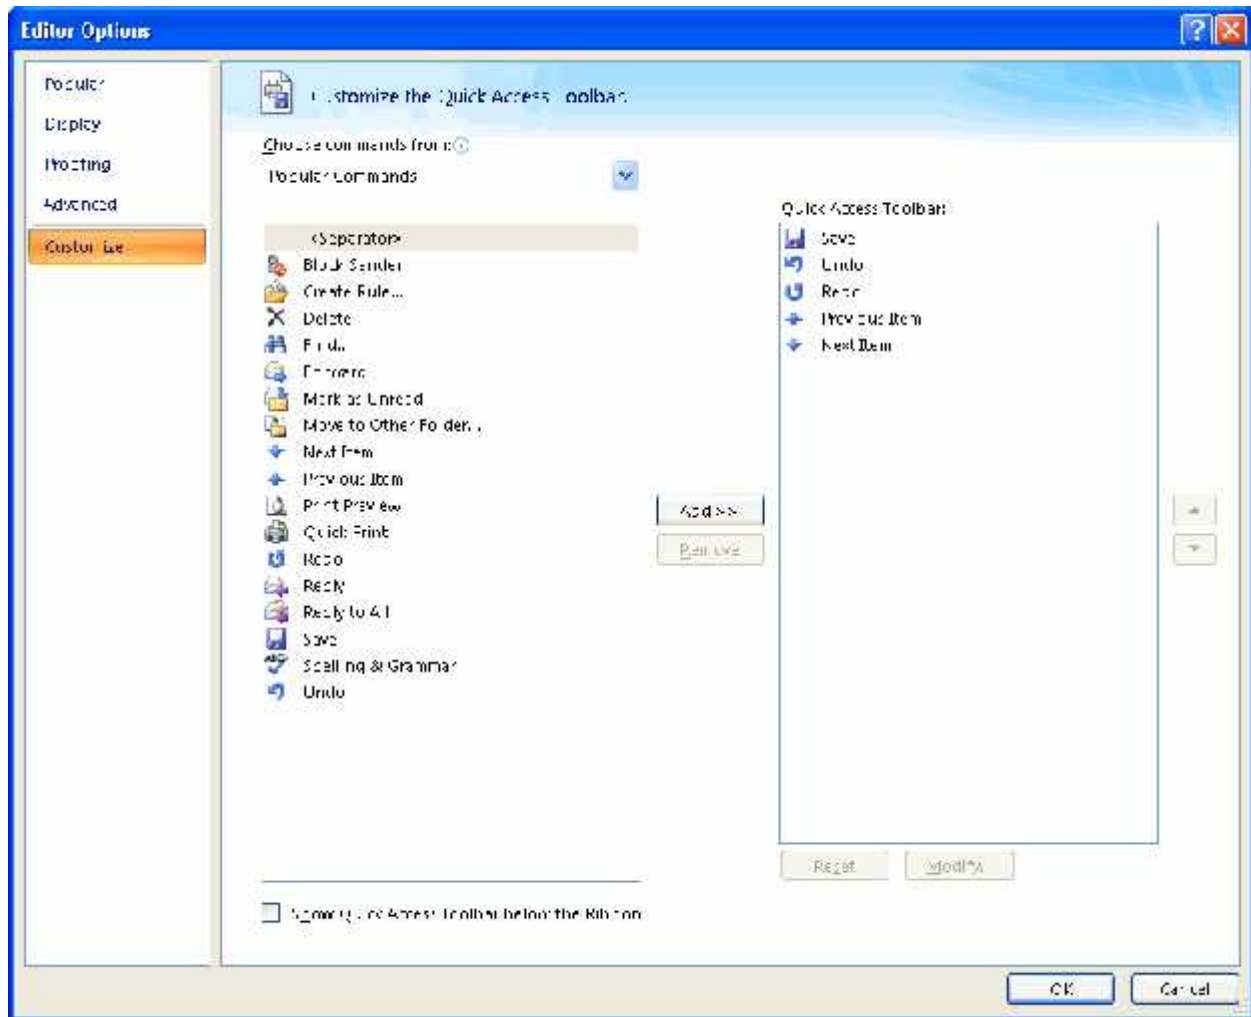 Editor Options
Popular
Display
Proofing
Advanced
Customize
Customize the Quick Access Toolbar.
Choose commands from:
Popular Commands
<Separator>
Block Sender
Create Rule...
Delete
Find...
Forward
Mark as Unread
Move to Other Folder...
Next Item
Previous Item
Print Preview
Quick Print
Redo
Reply
Reply to All
Save
Spelling & Grammar
Undo
Add >>
Remove
Quick Access Toolbar:
Save
Undo
Redo
Previous Item
Next Item
Reset
Modify
Show Quick Access Toolbar below the Ribbon
OK
Cancel